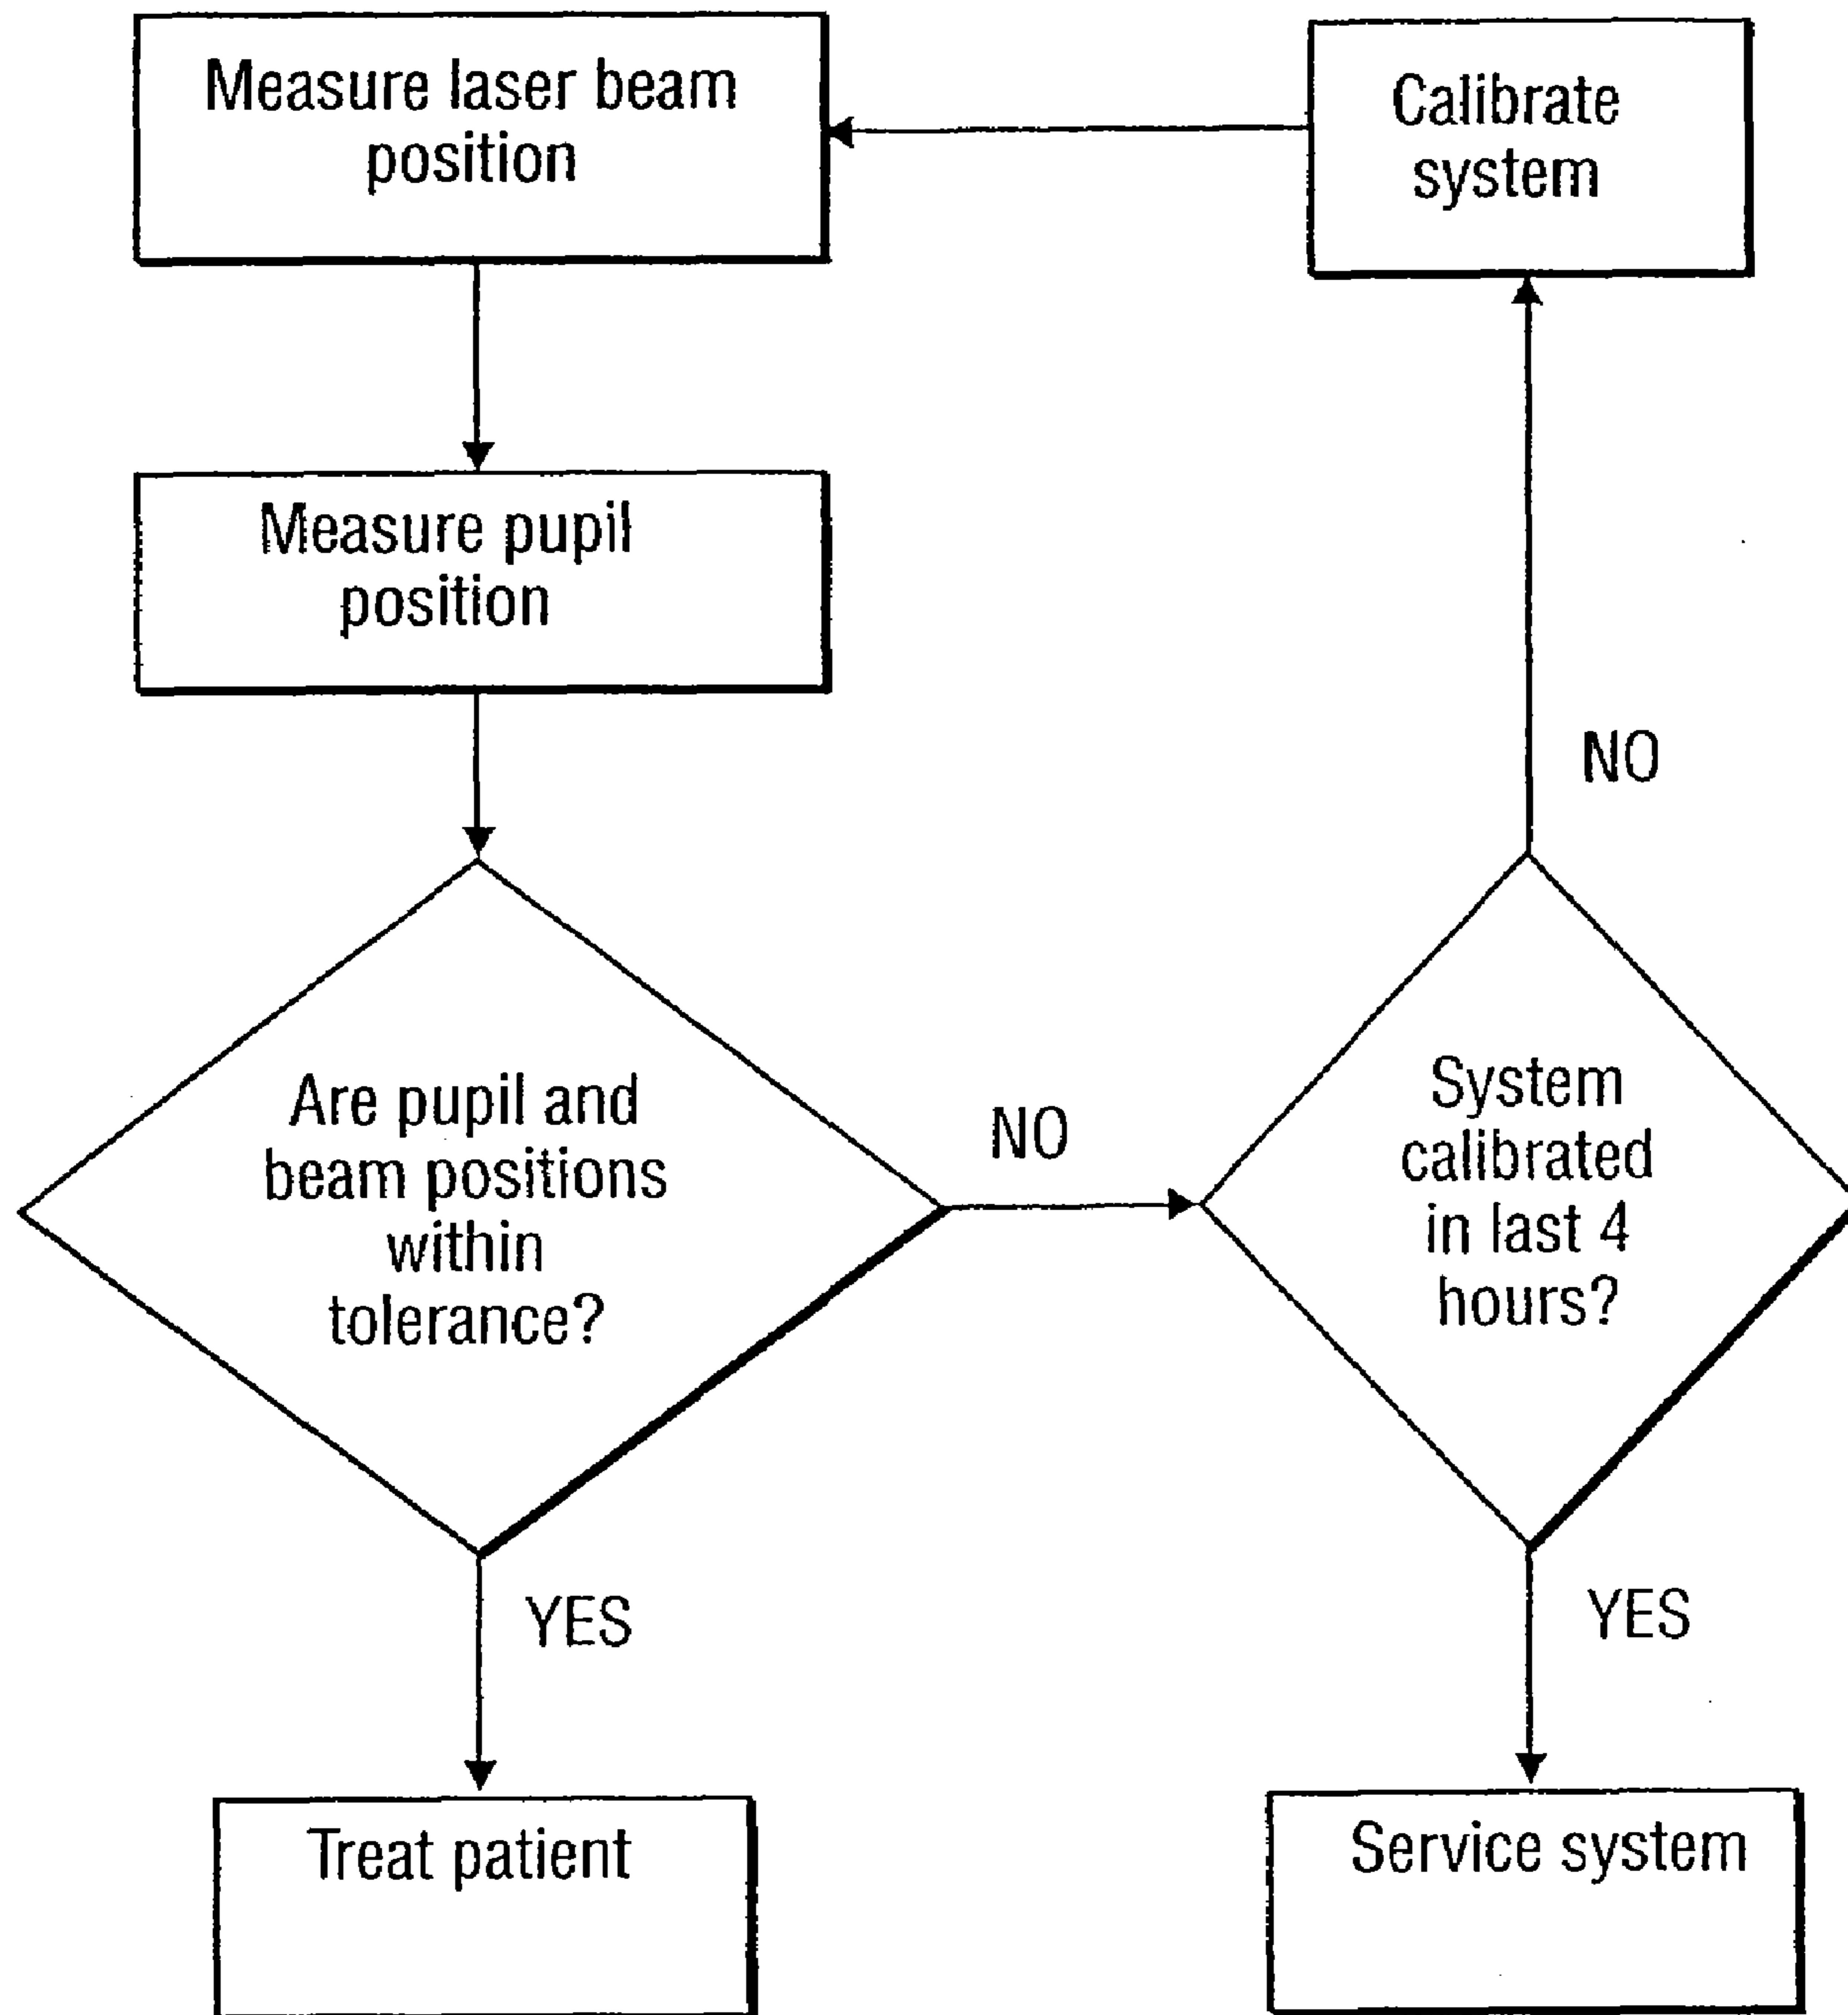 Measure laser beam
position
Calibrate
system
Measure pupil
position
NO
Are pupil and
beam positions
within
tolerance?
NO
System
calibrated
in last 4
hours?
YES
YES
Treat patient
Service system